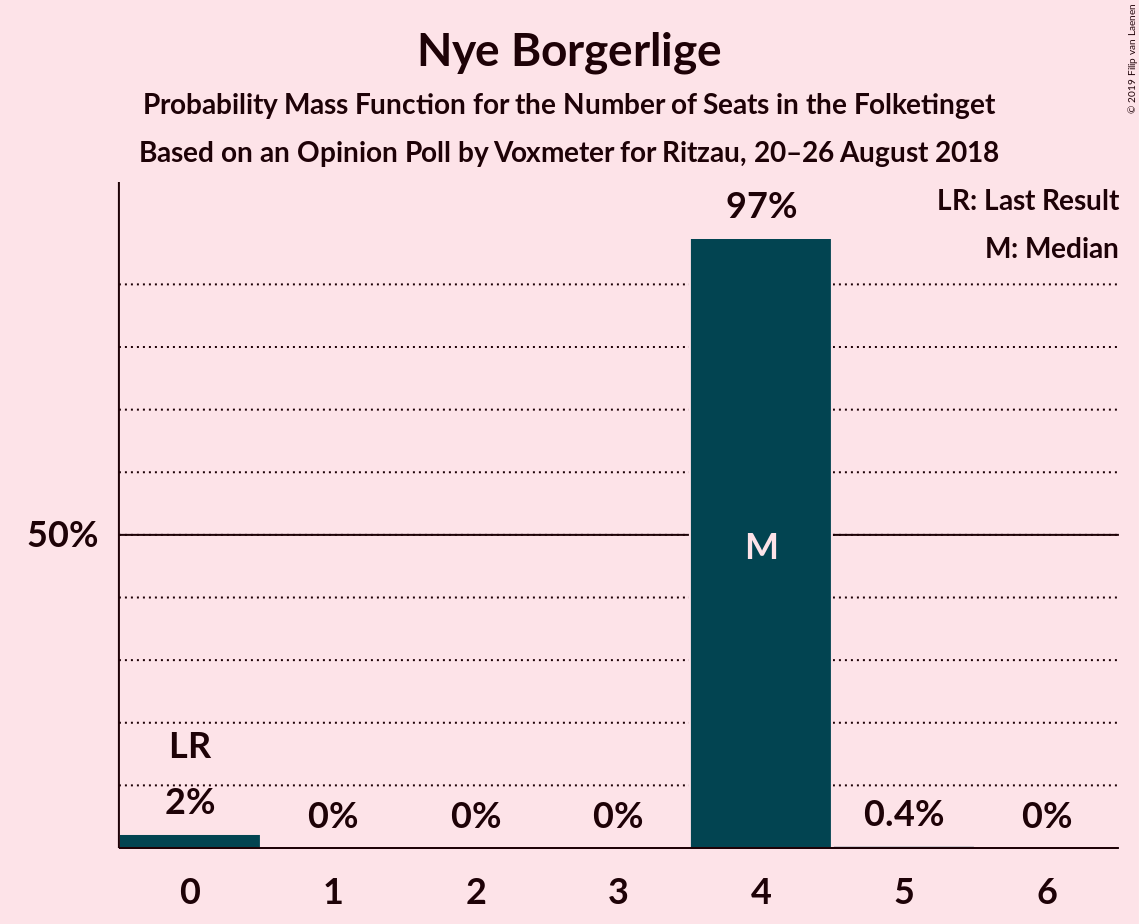 Nye Borgerlige
Probability Mass Function for the Number of Seats in the Folketinget
Based on an Opinion Poll by Voxmeter for Ritzau, 20–26 August 2018
© 2019 Filip van Laenen
LR: Last Result
M: Median
97%
50%
M
LR
2%
0%
0%
0%
0.4%
0%
0 1 2 3 4 5 6